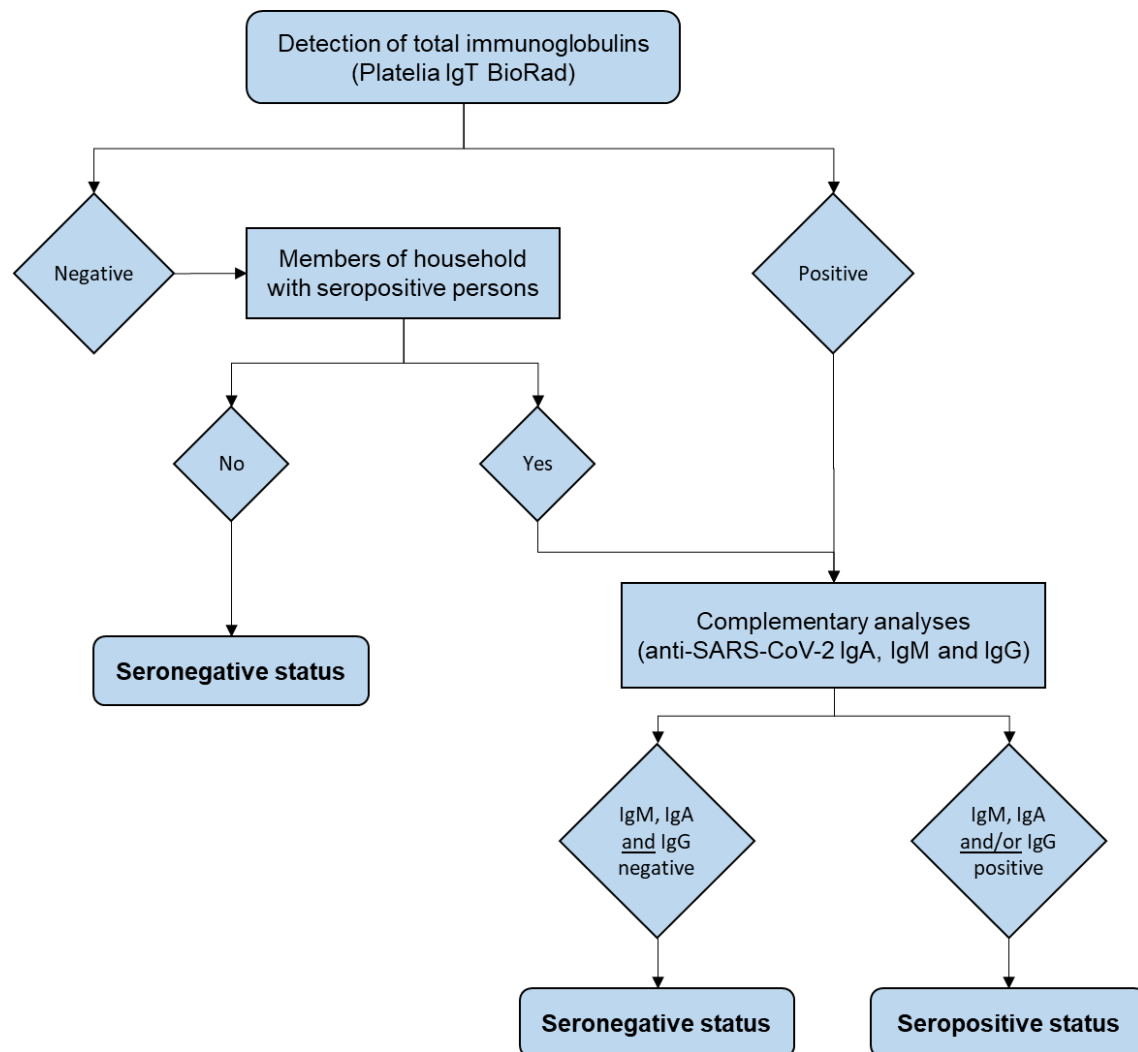 Detection of total immunoglobulins
(Platelia IgT BioRad)
Negative
Members of household
with seropositive persons
Positive
No
Yes
Complementary analyses
(anti-SARS-CoV-2 IgA, IgM and IgG)
Seronegative status
IgM, IgA
and IgG
negative
IgM, IgA
and/or IgG
positive
Seronegative status
Seropositive status